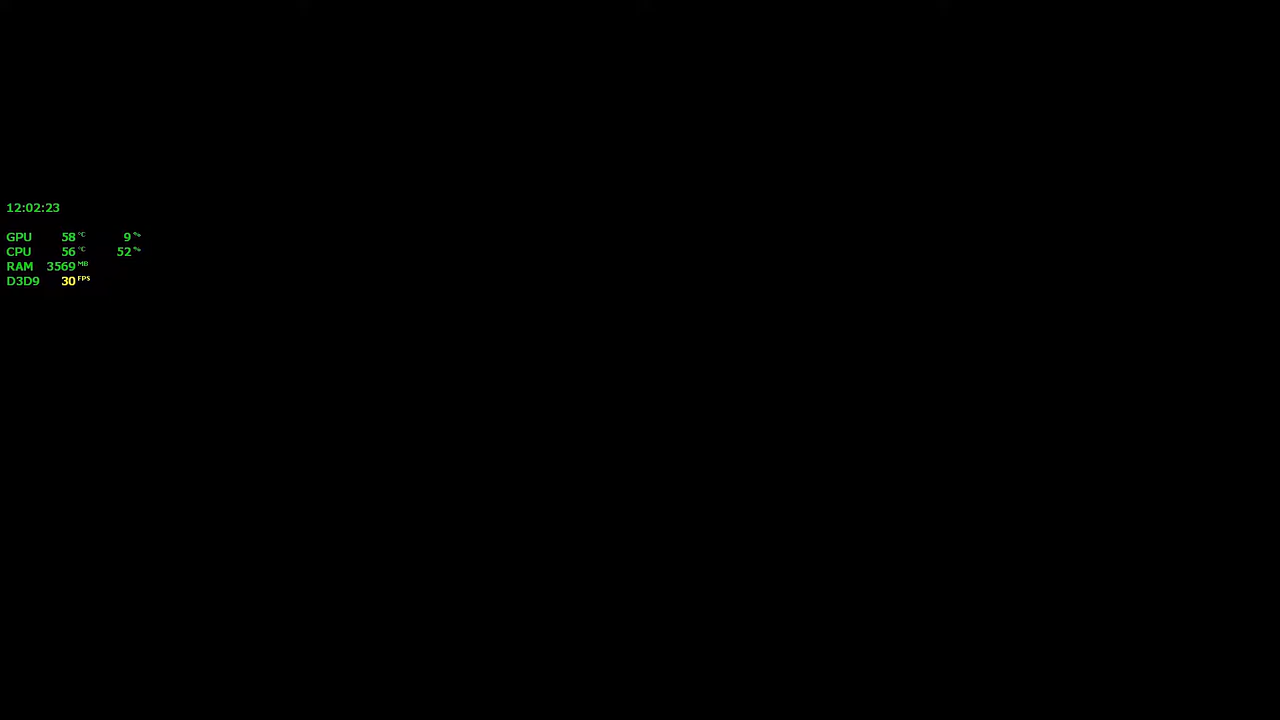 12:02:23
GPU 58 °C 9 %
CPU 56 °C 52 %
RAM 3569 MB
D3D9 30 FPS